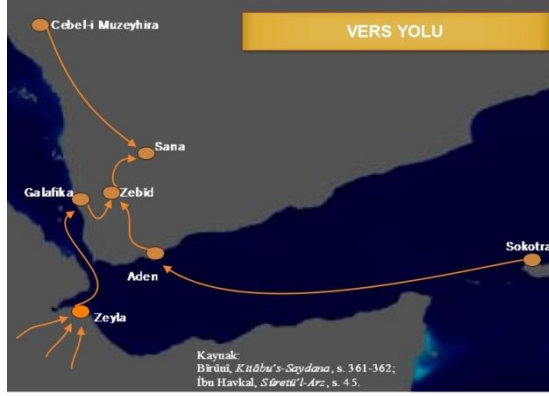 Cebel-i Muzeyhira
VERS YOLU
Sana
Galafika
Zebid
Aden
Sokotra
Zeyla
Kaynak:
Bîrûnî, Kitâbu's-Saydana, s. 361-362;
İbn Havkal, Sûretü'l-Arz, s. 45.